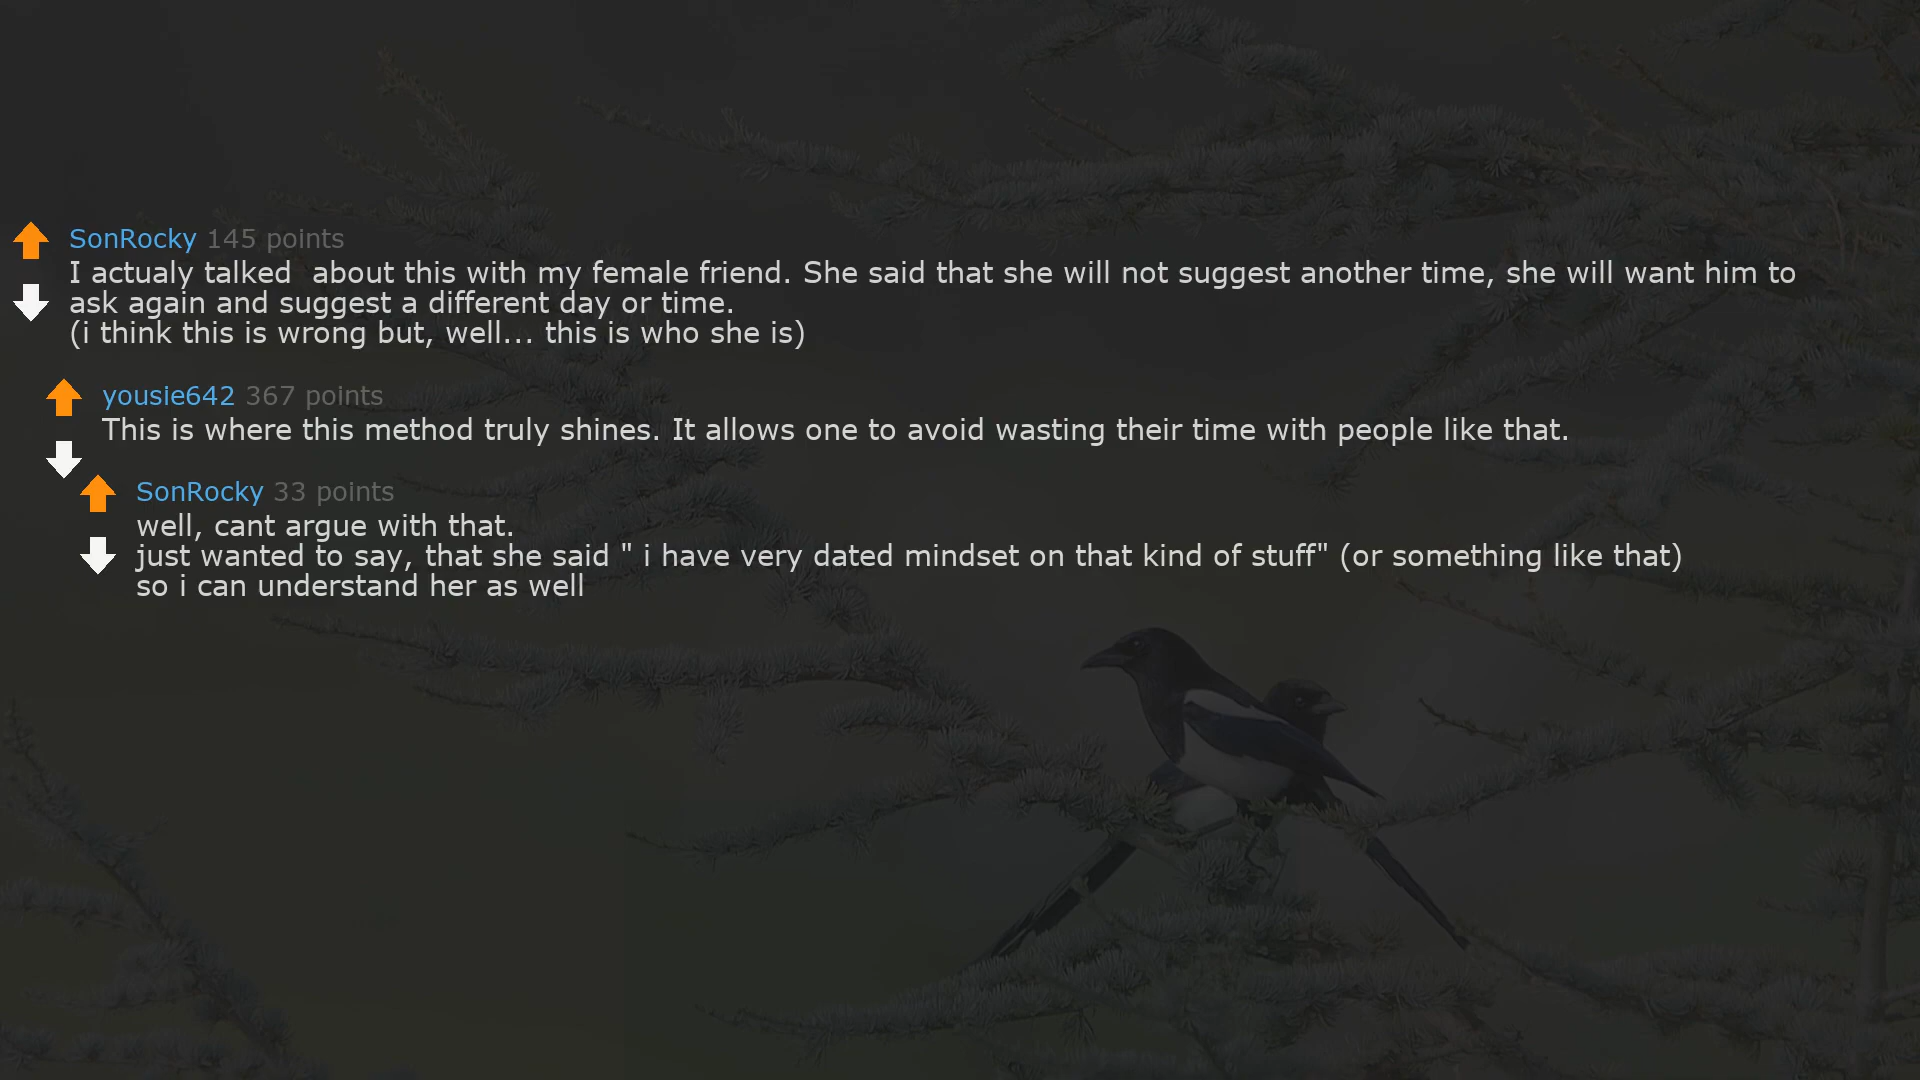 SonRocky 145 points
I actualy talked  about this with my female friend. She said that she will not suggest another time, she will want him to
ask again and suggest a different day or time.
(i think this is wrong but, well... this is who she is)
yousie642 367 points
This is where this method truly shines. It allows one to avoid wasting their time with people like that.
SonRocky 33 points
well, cant argue with that.
just wanted to say, that she said " i have very dated mindset on that kind of stuff" (or something like that)
so i can understand her as well